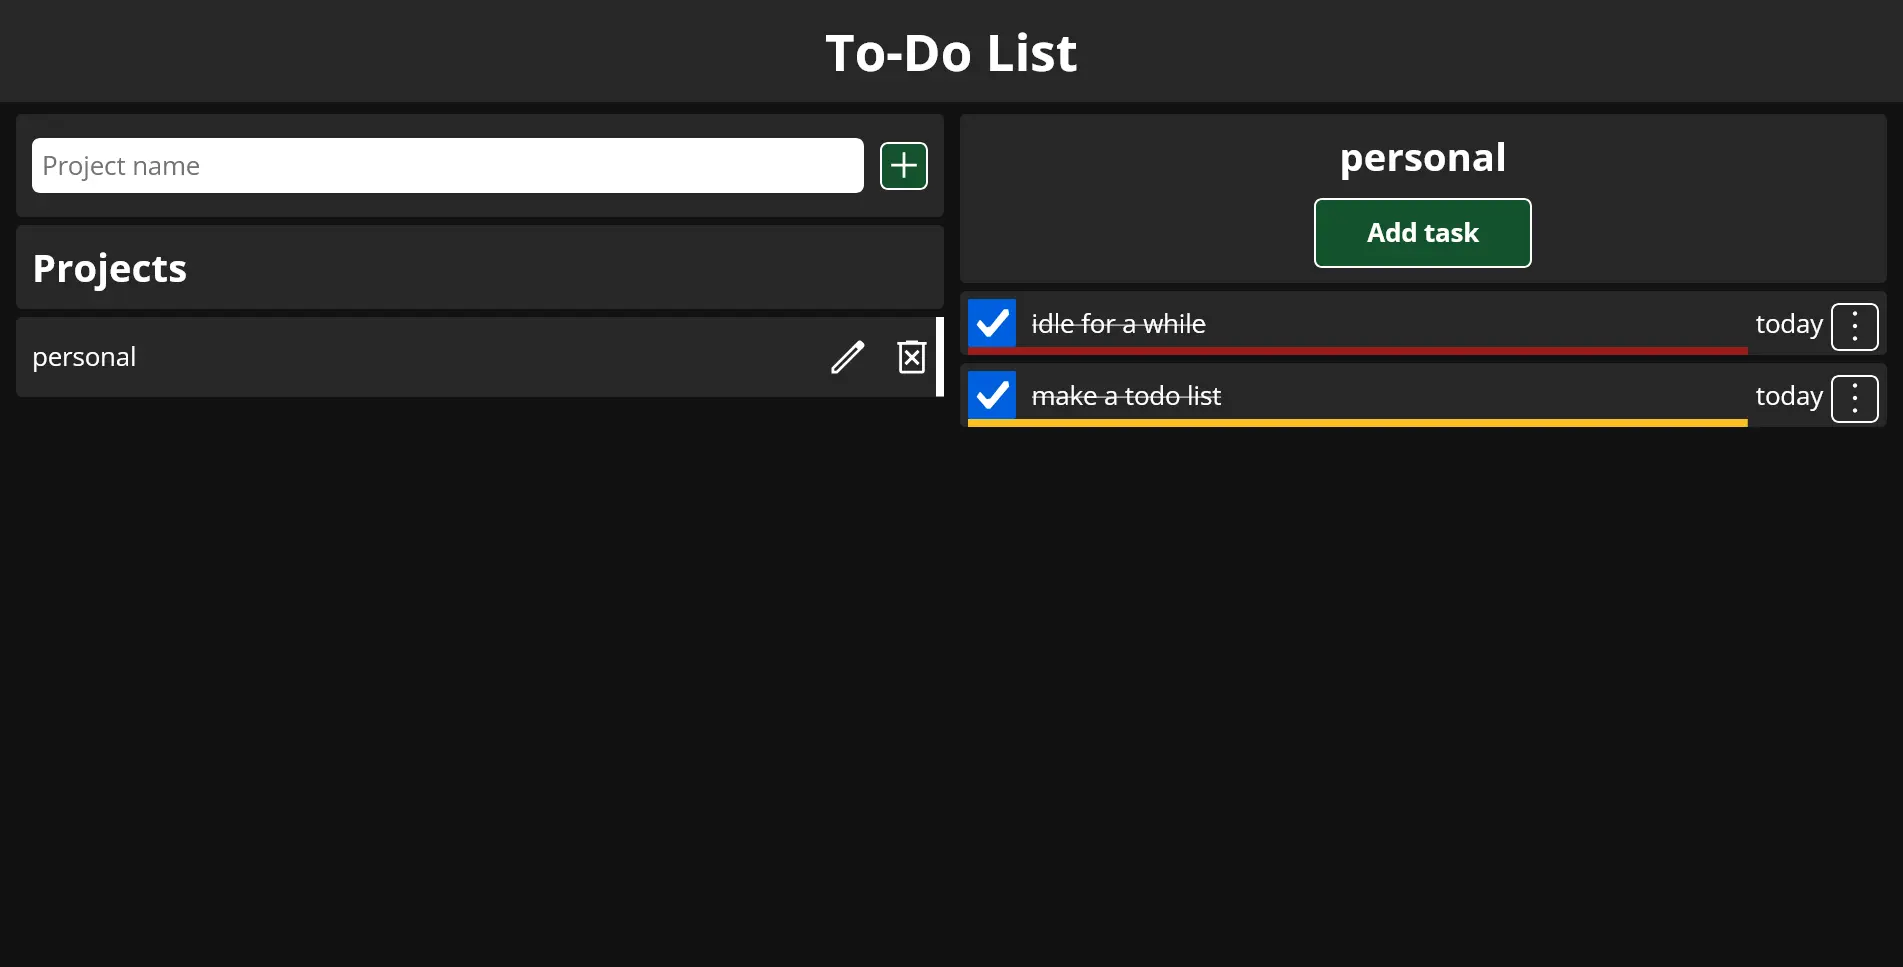 To-Do List
Project name
Projects
personal
personal
Add task
idle for a while
today
make a todo list
today